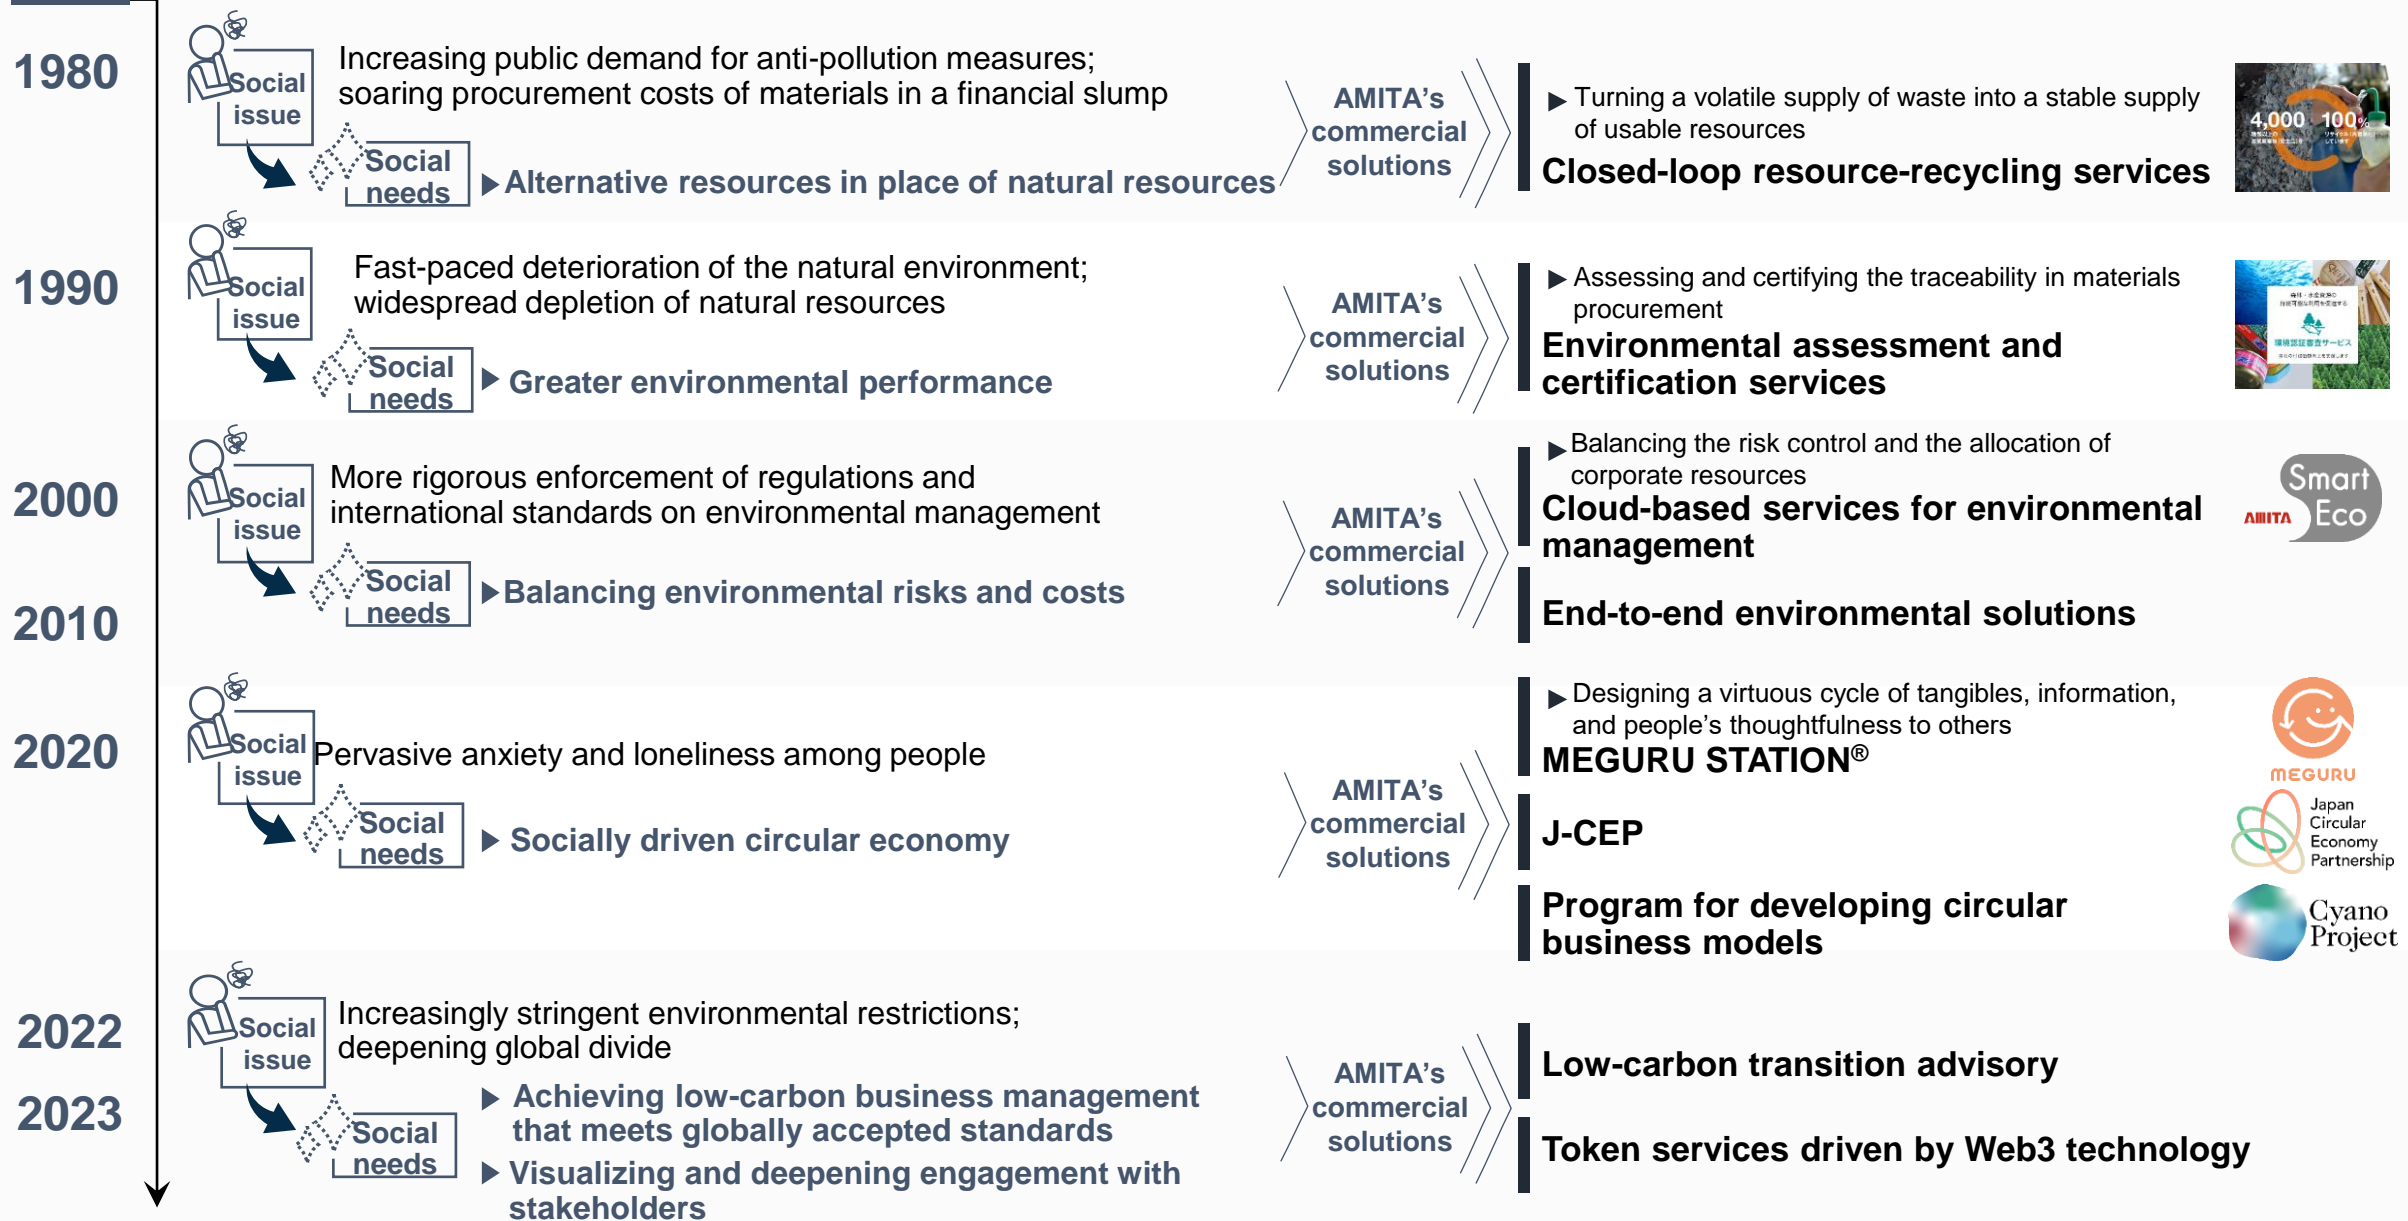 1980
Social
issue
Increasing public demand for anti-pollution measures;
soaring procurement costs of materials in a financial slump
Social
needs
▶Alternative resources in place of natural resources
AMITA's
commercial
solutions
▶ Turning a volatile supply of waste into a stable supply
of usable resources
Closed-loop resource-recycling services
4,000 100%
1990
Social
issue
Fast-paced deterioration of the natural environment;
widespread depletion of natural resources
Social
needs
▶ Greater environmental performance
AMITA's
commercial
solutions
▶ Assessing and certifying the traceability in materials
procurement
Environmental assessment and
certification services
環境認証審査サービス
2000
2010
Social
issue
More rigorous enforcement of regulations and
international standards on environmental management
Social
needs
▶Balancing environmental risks and costs
AMITA's
commercial
solutions
▶Balancing the risk control and the allocation of
corporate resources
Cloud-based services for environmental
management
AMITA
Smart
Eco
End-to-end environmental solutions
2020
Social
issue
Pervasive anxiety and loneliness among people
Social
needs
▶ Socially driven circular economy
AMITA's
commercial
solutions
▶ Designing a virtuous cycle of tangibles, information,
and people's thoughtfulness to others
MEGURU STATION®
MEGURU
J-CEP
Japan
Circular
Economy
Partnership
Program for developing circular
business models
Cyano
Project
2022
2023
Social
issue
Increasingly stringent environmental restrictions;
deepening global divide
Social
needs
▶ Achieving low-carbon business management
that meets globally accepted standards
▶ Visualizing and deepening engagement with
stakeholders
AMITA's
commercial
solutions
Low-carbon transition advisory
Token services driven by Web3 technology